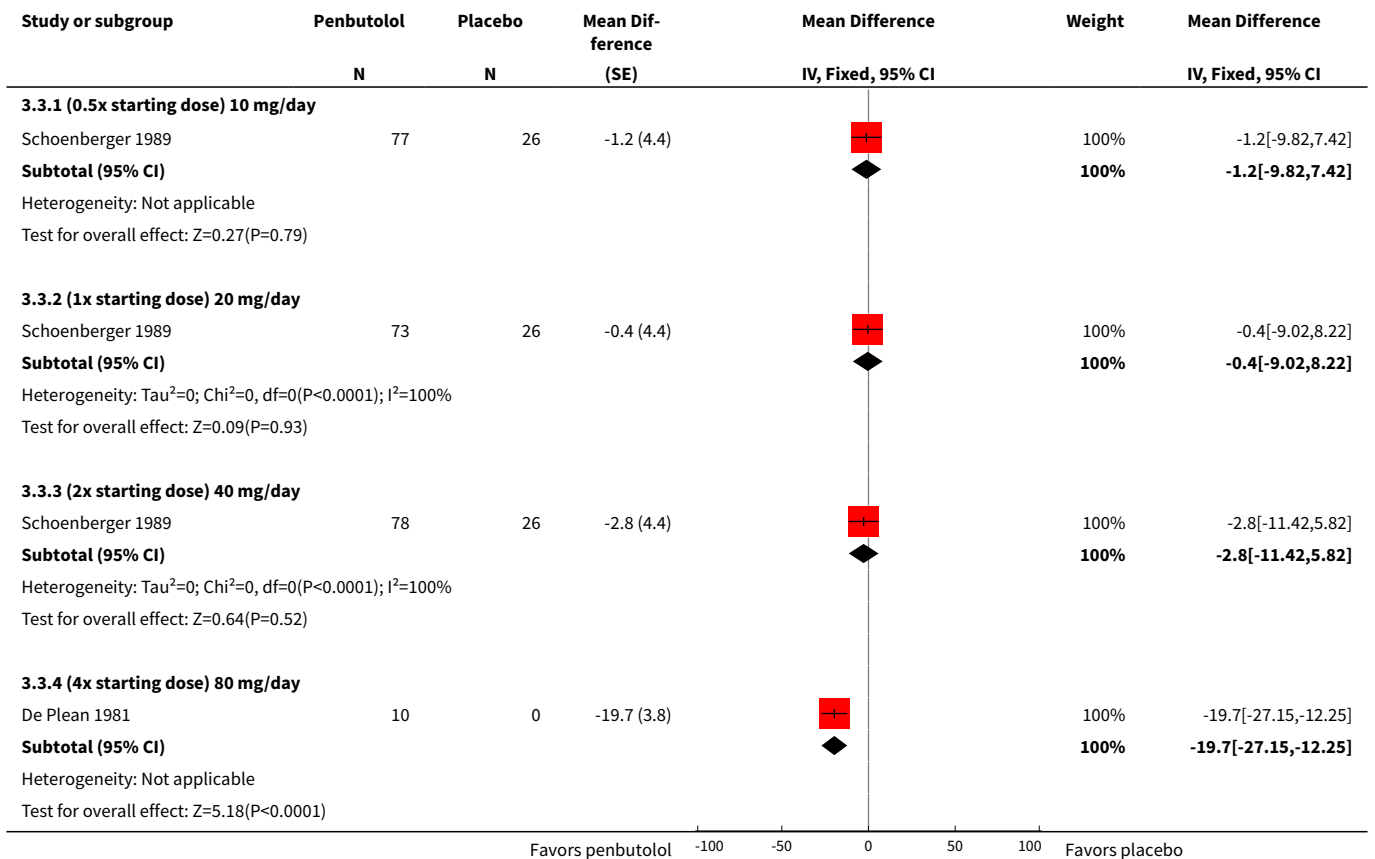 Study or subgroup Penbutolol Placebo Mean Dif- Mean Difference Weight Mean Difference
ference
N N (SE) IV, Fixed, 95% CI IV, Fixed, 95% CI
3.3.1 (0.5x starting dose) 10 mg/day
Schoenberger 1989 77 26 -1.2 (4.4) 100% -1.2[-9.82,7.42]
Subtotal (95% CI) 100% -1.2[-9.82,7.42]
Heterogeneity: Not applicable
Test for overall effect: Z=0.27(P=0.79)
3.3.2 (1x starting dose) 20 mg/day
Schoenberger 1989 73 26 -0.4 (4.4) 100% -0.4[-9.02,8.22]
Subtotal (95% CI) 100% -0.4[-9.02,8.22]
Heterogeneity: Tau²=0; Chi²=0, df=0(P<0.0001); I²=100%
Test for overall effect: Z=0.09(P=0.93)
3.3.3 (2x starting dose) 40 mg/day
Schoenberger 1989 78 26 -2.8 (4.4) 100% -2.8[-11.42,5.82]
Subtotal (95% CI) 100% -2.8[-11.42,5.82]
Heterogeneity: Tau²=0; Chi²=0, df=0(P<0.0001); I²=100%
Test for overall effect: Z=0.64(P=0.52)
3.3.4 (4x starting dose) 80 mg/day
De Plean 1981 10 0 -19.7 (3.8) 100% -19.7[-27.15,-12.25]
Subtotal (95% CI) 100% -19.7[-27.15,-12.25]
Heterogeneity: Not applicable
Test for overall effect: Z=5.18(P<0.0001)
Favors penbutolol -100 -50 0 50 100 Favors placebo